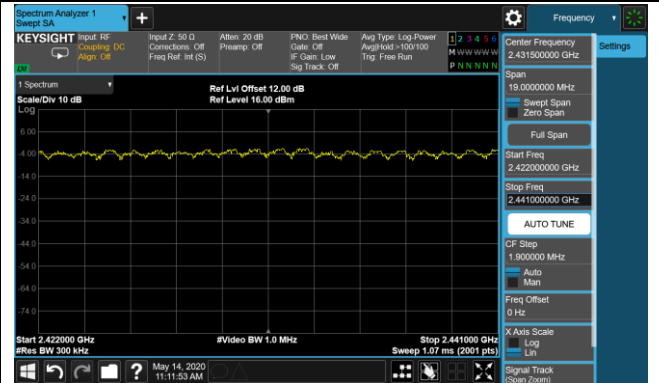 Spectrum Analyzer 1
Swept SA
Frequency
KEYSIGHT
Input: RF
Coupling: DC
Align: Off
Input Z: 50 Ω
Corrections: Off
Freq Ref: Int (S)
Atten: 20 dB
Preamp: Off
PNO: Best Wide
Gate: Off
IF Gain: Low
Sig Track: Off
Avg Type: Log-Power
Avg|Hold:>100/100
Trig: Free Run
1 2 3 4 5 6
M W W W W W
P N N N N N
LXI
1 Spectrum
Scale/Div 10 dB
Log
Ref Lvl Offset 12.00 dB
Ref Level 16.00 dBm
6.00
-4.00
-14.0
-24.0
-34.0
-44.0
-54.0
-64.0
-74.0
Start 2.422000 GHz
#Res BW 300 kHz
#Video BW 1.0 MHz
Stop 2.441000 GHz
Sweep 1.07 ms (2001 pts)
Center Frequency
2.431500000 GHz
Settings
Span
19.0000000 MHz
Swept Span
Zero Span
Full Span
Start Freq
2.422000000 GHz
Stop Freq
2.441000000 GHz
AUTO TUNE
CF Step
1.900000 MHz
Auto
Man
Freq Offset
0 Hz
X Axis Scale
Log
Lin
Signal Track
(Span Zoom)
?
May 14, 2020
11:11:53 AM